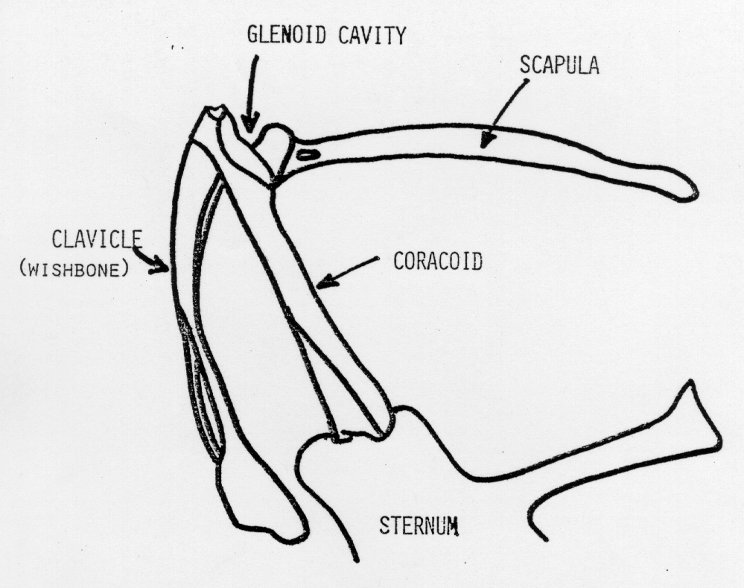 GLENOID CAVITY
SCAPULA
CLAVICLE
(WISHBONE)
CORACOID
STERNUM